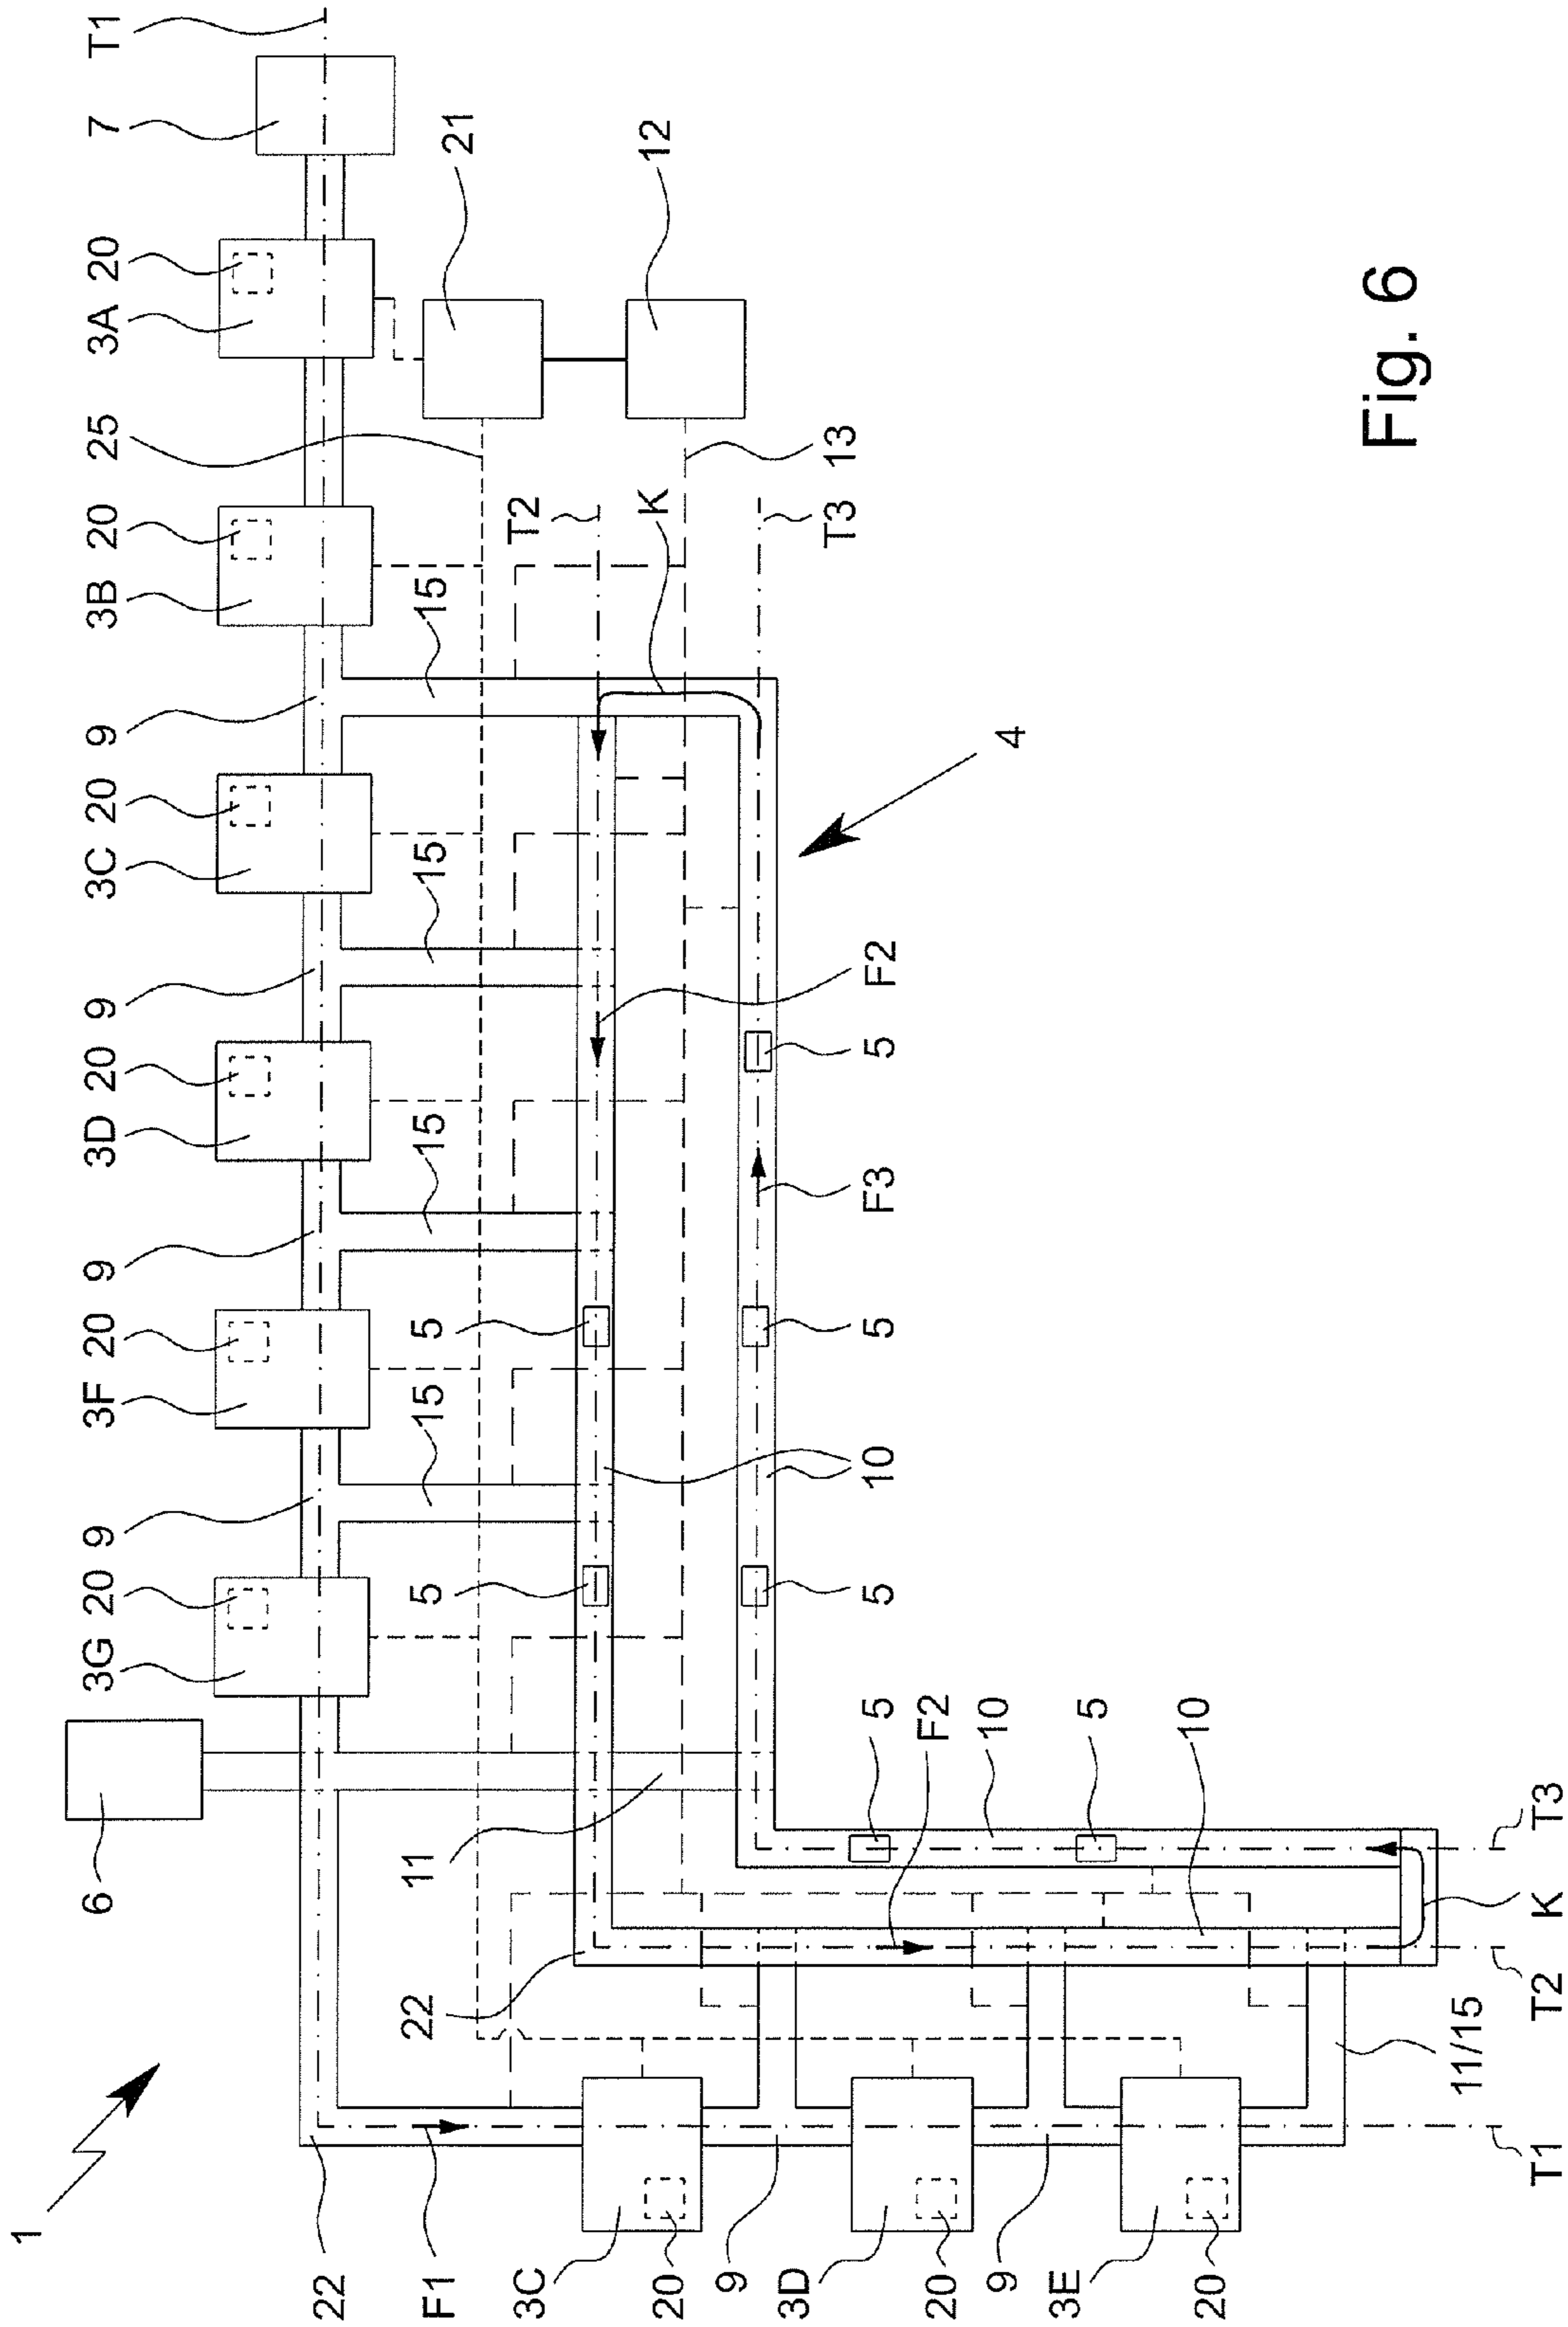 1
6
3G 20 9 3F 20 9 3D 20 9 3C 20 9 3B 20 25 3A 20 7 T1
22
F1 22 11 5 15 5 15 15 15 21
3C T2
20 K 12
9
3D T3 13
5 5 10 5 F3 5 F2
20 F2
9 10 4
3E 5
20 10
Fig. 6
11/15
T1 T2 K T3